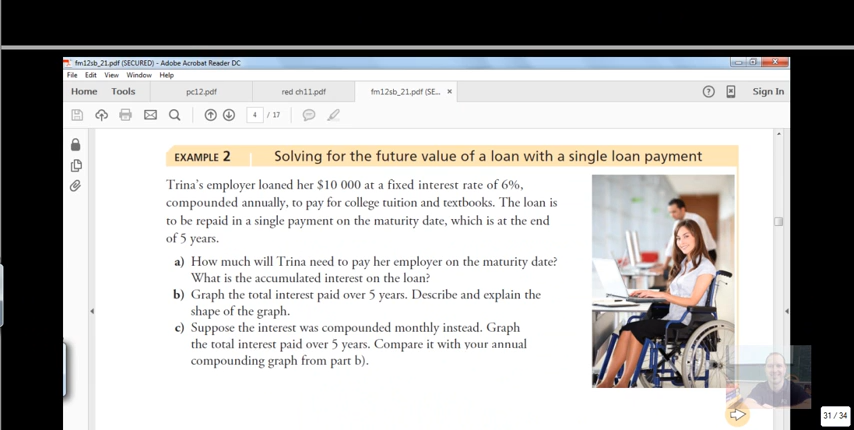 fm12sb_21.pdf (SECURED) - Adobe Acrobat Reader DC
File Edit View Window Help
Home Tools pc12.pdf red ch11.pdf fm12sb_21.pdf (SE... × Sign In
4 / 17
EXAMPLE 2 Solving for the future value of a loan with a single loan payment
Trina's employer loaned her $10 000 at a fixed interest rate of 6%,
compounded annually, to pay for college tuition and textbooks. The loan is
to be repaid in a single payment on the maturity date, which is at the end
of 5 years.
a) How much will Trina need to pay her employer on the maturity date?
What is the accumulated interest on the loan?
b) Graph the total interest paid over 5 years. Describe and explain the
shape of the graph.
c) Suppose the interest was compounded monthly instead. Graph
the total interest paid over 5 years. Compare it with your annual
compounding graph from part b).
31 / 34